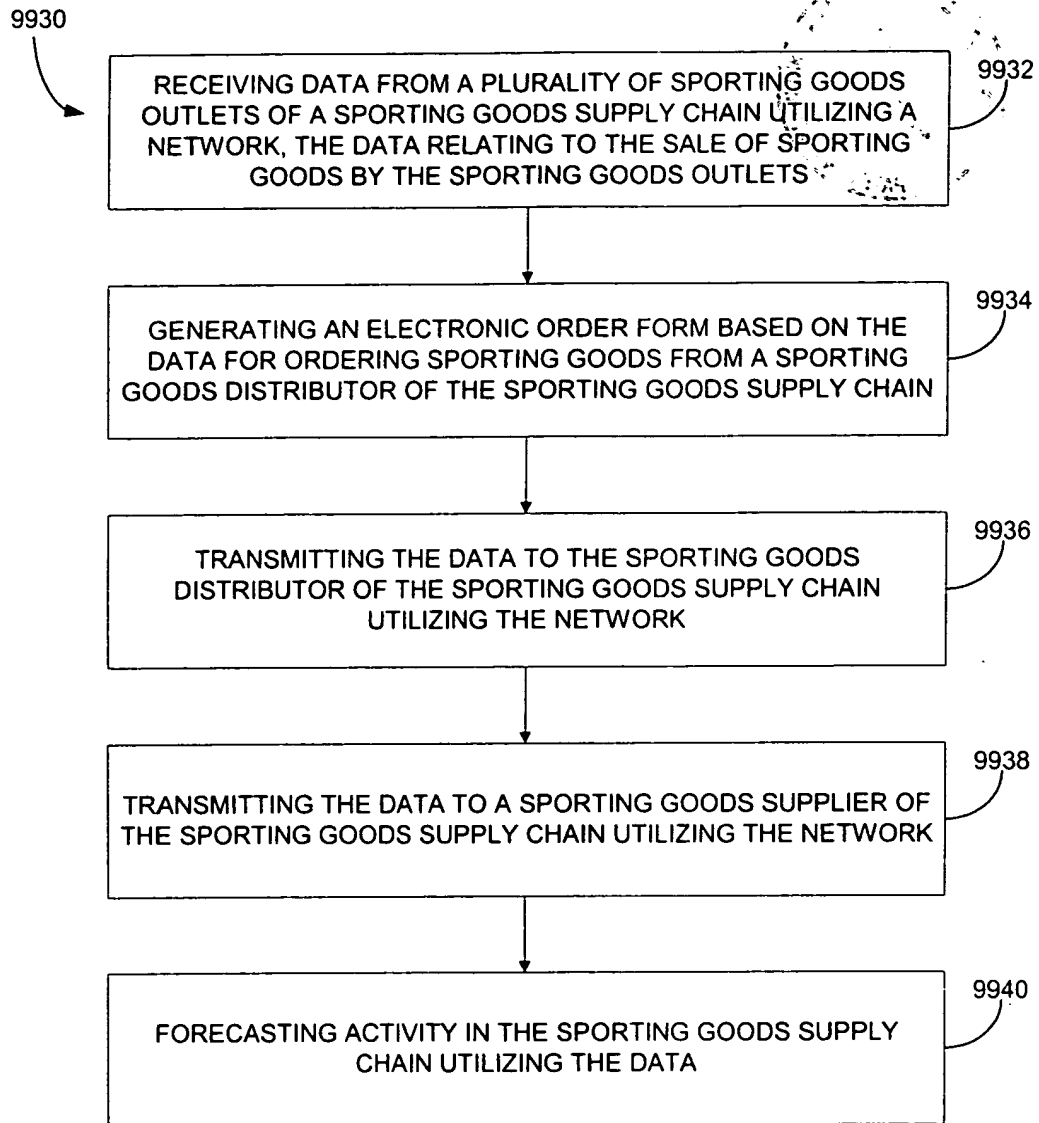 9930
RECEIVING DATA FROM A PLURALITY OF SPORTING GOODS
OUTLETS OF A SPORTING GOODS SUPPLY CHAIN UTILIZING A
NETWORK, THE DATA RELATING TO THE SALE OF SPORTING
GOODS BY THE SPORTING GOODS OUTLETS
9932
GENERATING AN ELECTRONIC ORDER FORM BASED ON THE
DATA FOR ORDERING SPORTING GOODS FROM A SPORTING
GOODS DISTRIBUTOR OF THE SPORTING GOODS SUPPLY CHAIN
9934
TRANSMITTING THE DATA TO THE SPORTING GOODS
DISTRIBUTOR OF THE SPORTING GOODS SUPPLY CHAIN
UTILIZING THE NETWORK
9936
TRANSMITTING THE DATA TO A SPORTING GOODS SUPPLIER OF
THE SPORTING GOODS SUPPLY CHAIN UTILIZING THE NETWORK
9938
FORECASTING ACTIVITY IN THE SPORTING GOODS SUPPLY
CHAIN UTILIZING THE DATA
9940